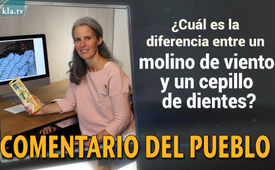 kla.tv
¿Cuál es la
diferencia entre un
molino de viento
y un cepillo
de dientes?
COMENTARIO DEL PUEBLO